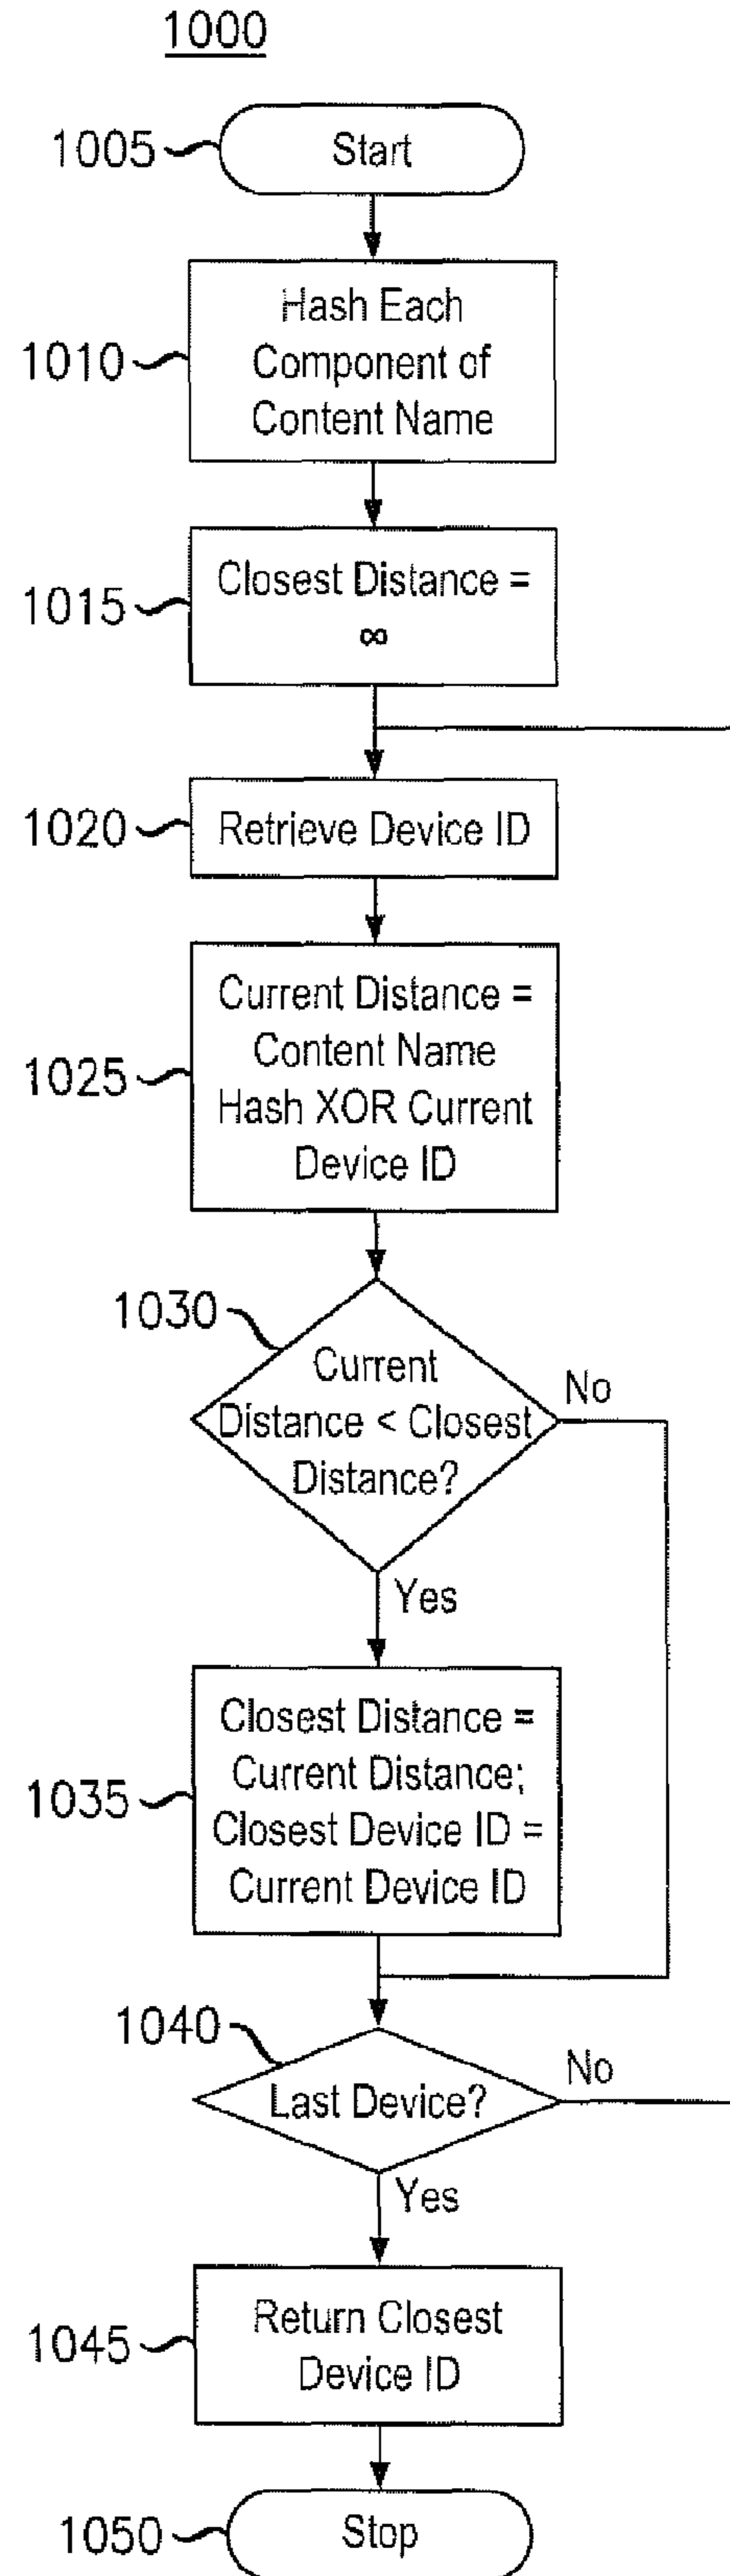 1000
1005
Start
1010
Hash Each
Component of
Content Name
1015
Closest Distance =
∞
1020
Retrieve Device ID
1025
Current Distance =
Content Name
Hash XOR Current
Device ID
1030
Current
Distance < Closest
Distance?
No
Yes
1035
Closest Distance =
Current Distance;
Closest Device ID =
Current Device ID
1040
Last Device?
No
Yes
1045
Return Closest
Device ID
1050
Stop